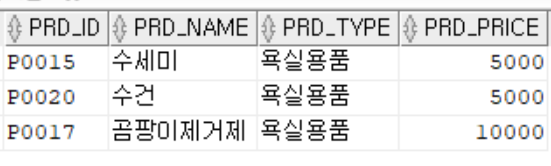 PRD_ID PRD_NAME PRD_TYPE PRD_PRICE
P0015 수세미 욕실용품 5000
P0020 수건 욕실용품 5000
P0017 곰팡이제거제 욕실용품 10000